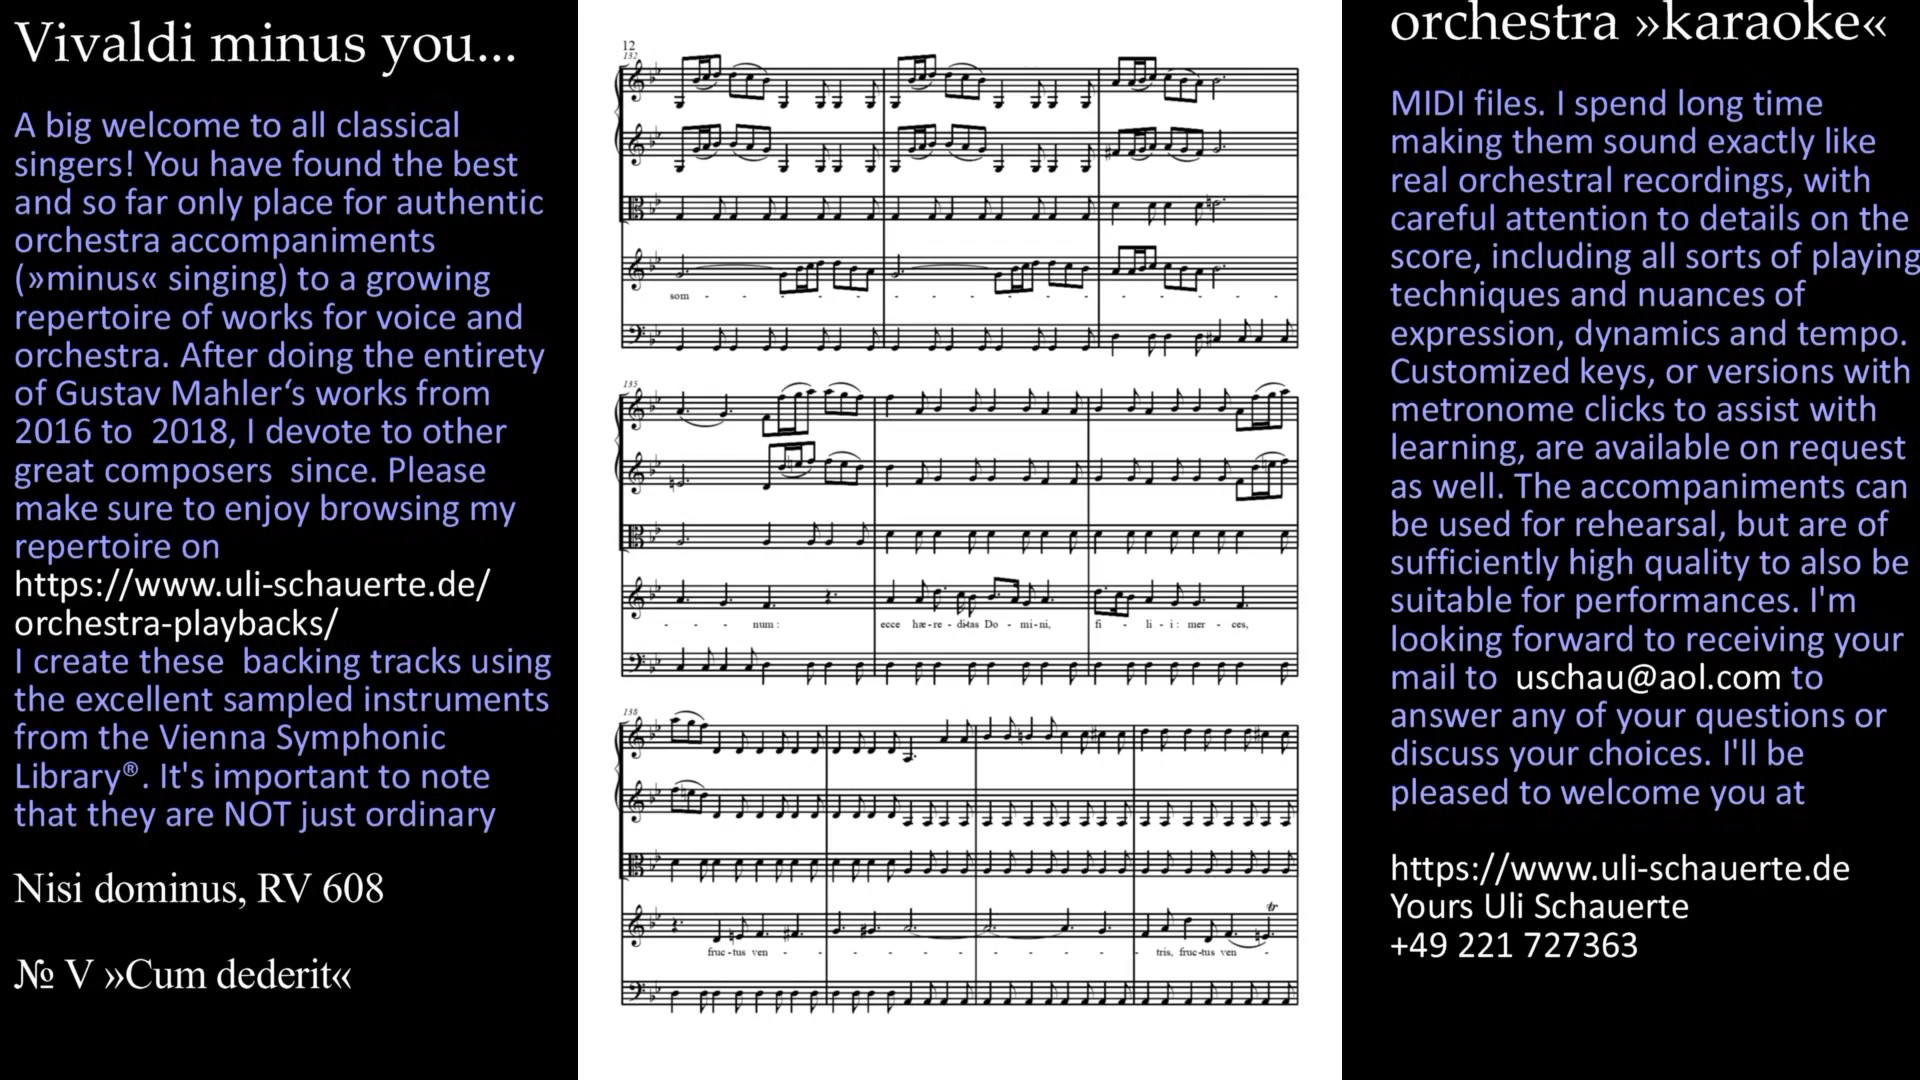 Vivaldi minus you...
A big welcome to all classical
singers! You have found the best
and so far only place for authentic
orchestra accompaniments
(»minus« singing) to a growing
repertoire of works for voice and
orchestra. After doing the entirety
of Gustav Mahler‘s works from
2016 to 2018, I devote to other
great composers since. Please
make sure to enjoy browsing my
repertoire on
https://www.uli-schauerte.de/
orchestra-playbacks/
I create these backing tracks using
the excellent sampled instruments
from the Vienna Symphonic
Library®. It's important to note
that they are NOT just ordinary
Nisi dominus, RV 608
№ V »Cum dederit«
12
132
som - - - - - - - - - - - - - -
135
- - - num : ecce hæ - re - ditas Do - mi - ni, fi - li - i : mer - ces,
138
fruc - tus ven - - - - - - - - - - tris, fruc - tus ven -
tr
orchestra »karaoke«
MIDI files. I spend long time
making them sound exactly like
real orchestral recordings, with
careful attention to details on the
score, including all sorts of playing
techniques and nuances of
expression, dynamics and tempo.
Customized keys, or versions with
metronome clicks to assist with
learning, are available on request
as well. The accompaniments can
be used for rehearsal, but are of
sufficiently high quality to also be
suitable for performances. I'm
looking forward to receiving your
mail to uschau@aol.com to
answer any of your questions or
discuss your choices. I'll be
pleased to welcome you at
https://www.uli-schauerte.de
Yours Uli Schauerte
+49 221 727363